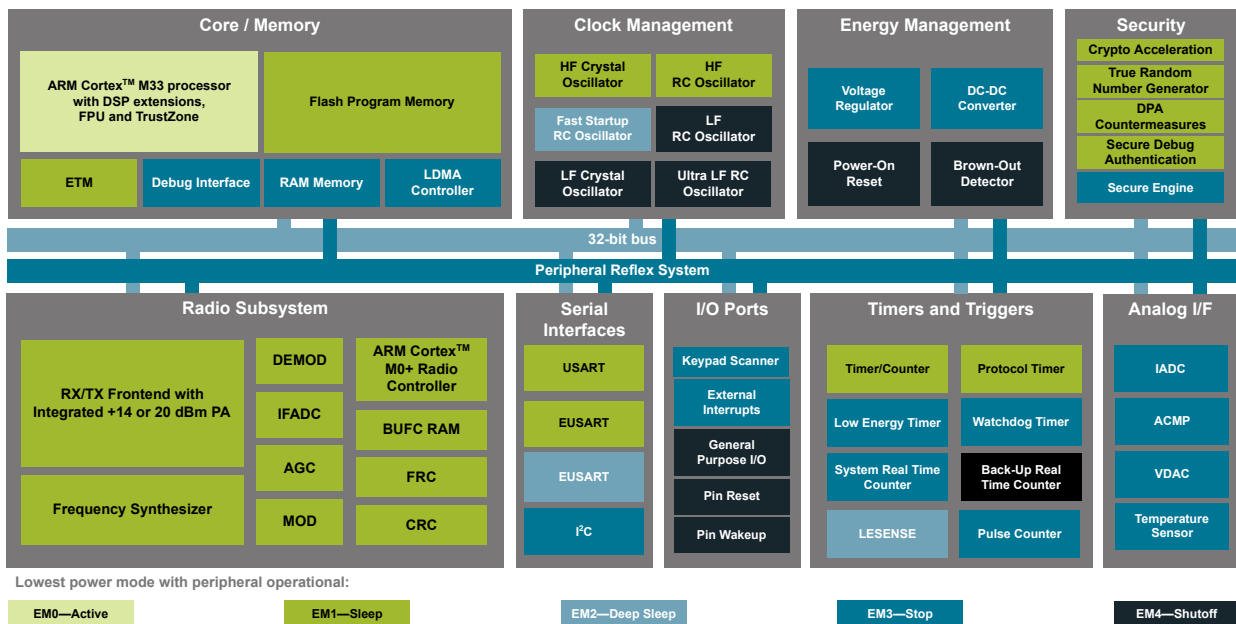 Core / Memory
ARM Cortex™ M33 processor
with DSP extensions,
FPU and TrustZone
Flash Program Memory
ETM
Debug Interface
RAM Memory
LDMA
Controller
Clock Management
HF Crystal
Oscillator
HF
RC Oscillator
Fast Startup
RC Oscillator
LF
RC Oscillator
LF Crystal
Oscillator
Ultra LF RC
Oscillator
Energy Management
Voltage
Regulator
DC-DC
Converter
Power-On
Reset
Brown-Out
Detector
Security
Crypto Acceleration
True Random
Number Generator
DPA
Countermeasures
Secure Debug
Authentication
Secure Engine
32-bit bus
Peripheral Reflex System
Radio Subsystem
RX/TX Frontend with
Integrated +14 or 20 dBm PA
Frequency Synthesizer
DEMOD
IFADC
AGC
MOD
ARM Cortex™
M0+ Radio
Controller
BUFC RAM
FRC
CRC
Serial
Interfaces
USART
EUSART
EUSART
I²C
I/O Ports
Keypad Scanner
External
Interrupts
General
Purpose I/O
Pin Reset
Pin Wakeup
Timers and Triggers
Timer/Counter
Protocol Timer
Low Energy Timer
Watchdog Timer
System Real Time
Counter
Back-Up Real
Time Counter
LESENSE
Pulse Counter
Analog I/F
IADC
ACMP
VDAC
Temperature
Sensor
Lowest power mode with peripheral operational:
EM0—Active
EM1—Sleep
EM2—Deep Sleep
EM3—Stop
EM4—Shutoff